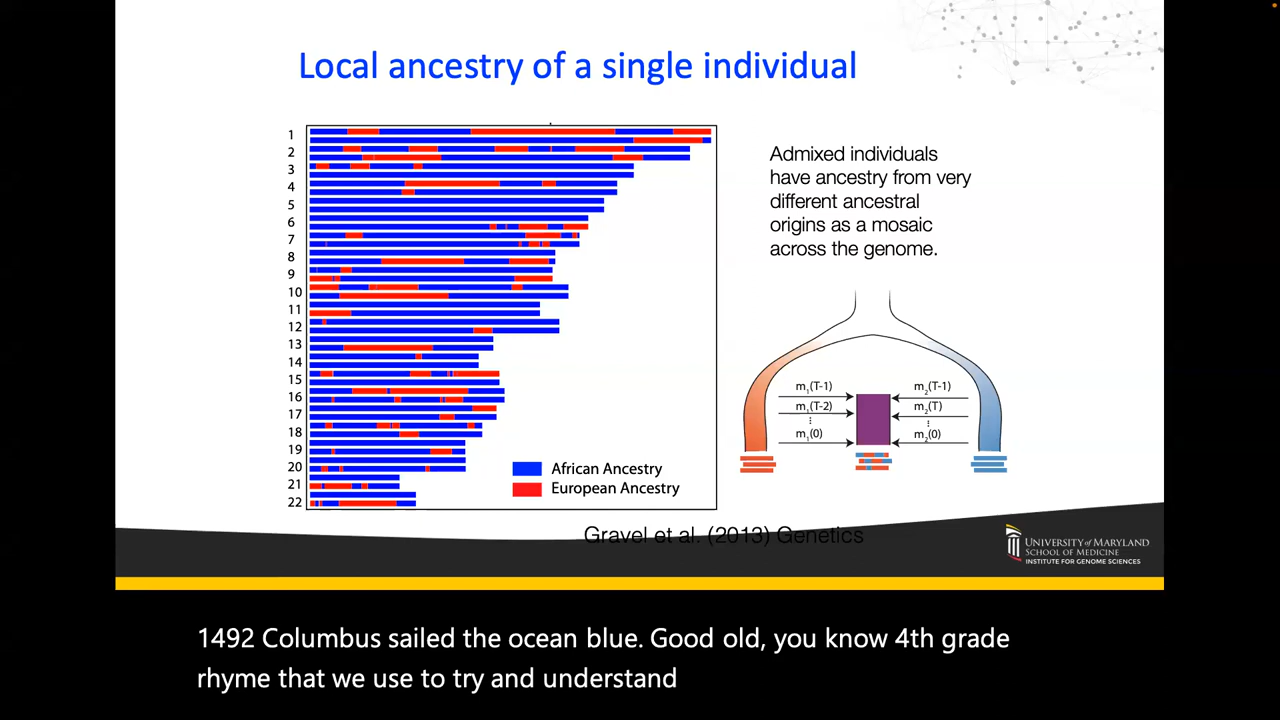 Local ancestry of a single individual
1
2
3
4
5
6
7
8
9
10
11
12
13
14
15
16
17
18
19
20
21
22
African Ancestry
European Ancestry
Admixed individuals
have ancestry from very
different ancestral
origins as a mosaic
across the genome.
m₁(T-1)
m₂(T-1)
m₁(T-2)
m₂(T)
⋮
⋮
m₁(0)
m₂(0)
Gravel et al. (2013) Genetics
UNIVERSITY of MARYLAND
SCHOOL OF MEDICINE
INSTITUTE FOR GENOME SCIENCES
1492 Columbus sailed the ocean blue. Good old, you know 4th grade
rhyme that we use to try and understand